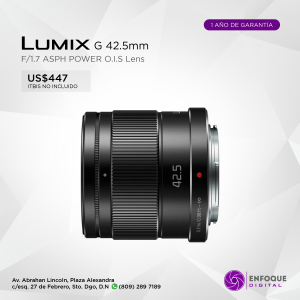 1 AÑO DE GARANTÍA
LUMIX G 42.5mm
F/1.7 ASPH POWER O.I.S Lens
US$447
ITBIS NO INCLUIDO
42.5
Av. Abrahan Lincoln, Plaza Alexandra
c/esq. 27 de Febrero, Sto. Dgo, D.N (809) 289 7189
ENFOQUE
DIGITAL